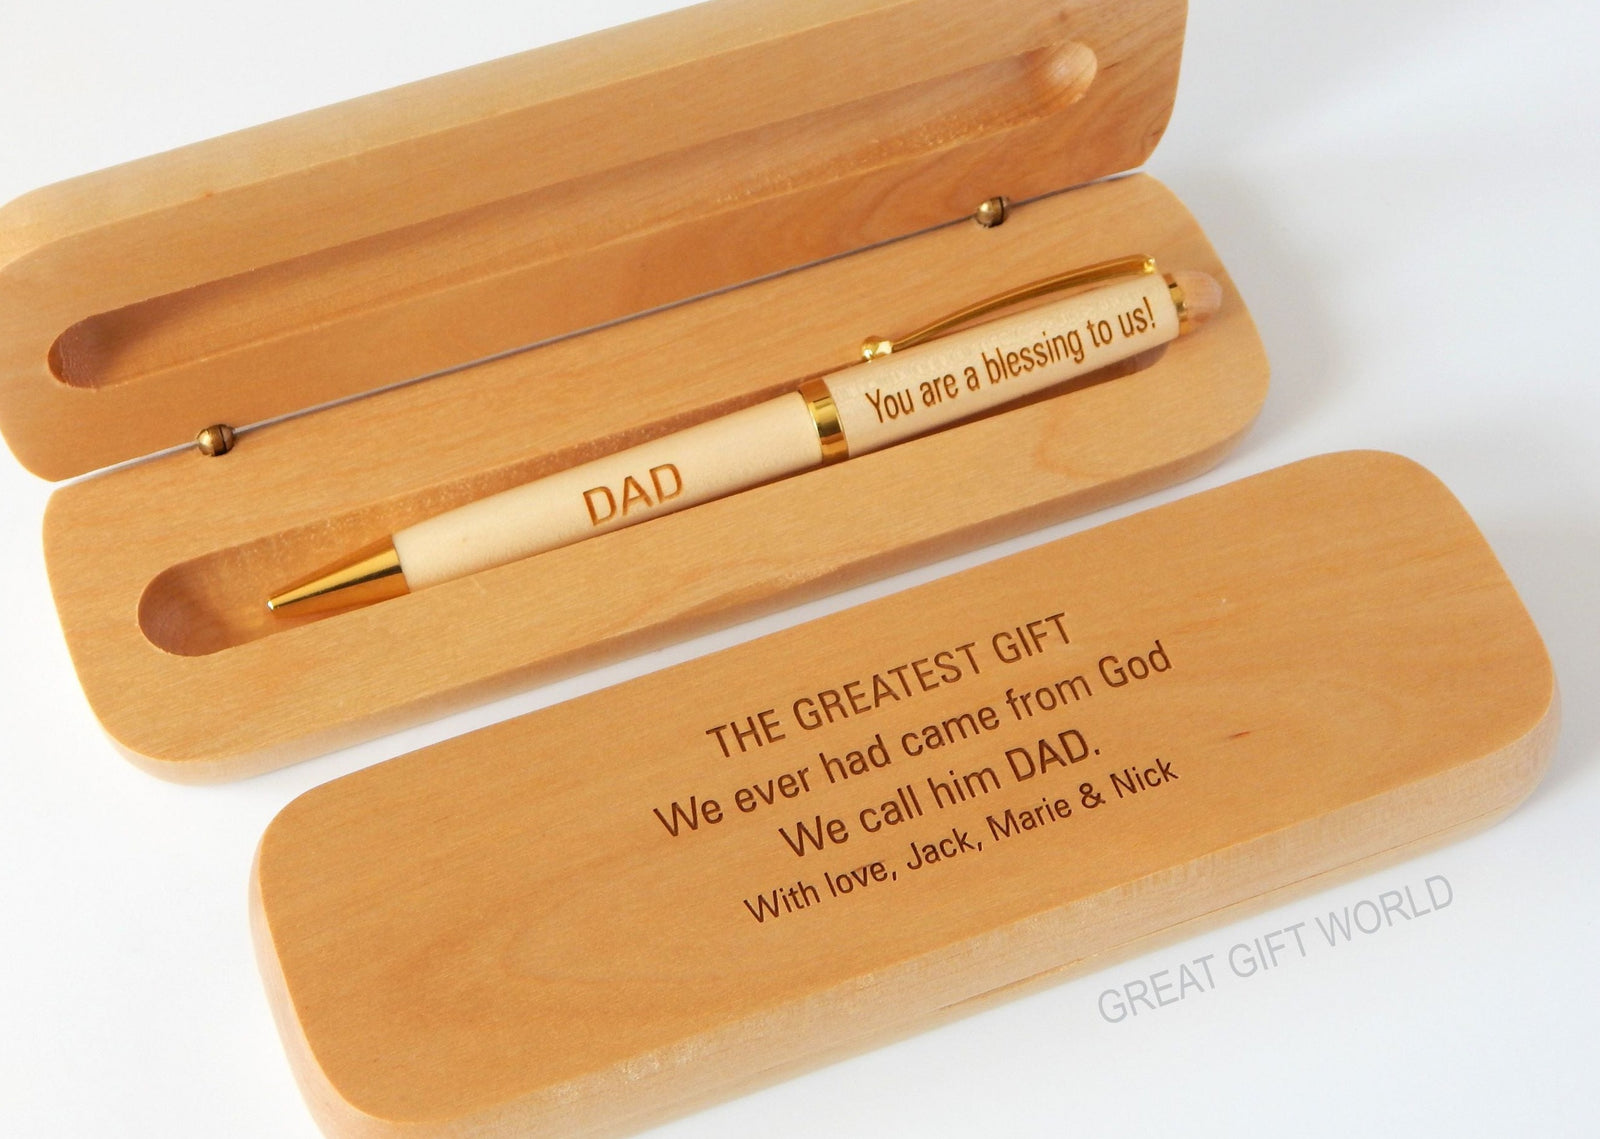 DAD
You are a blessing to us!
THE GREATEST GIFT
We ever had came from God
We call him DAD.
With love, Jack, Marie & Nick
GREAT GIFT WORLD